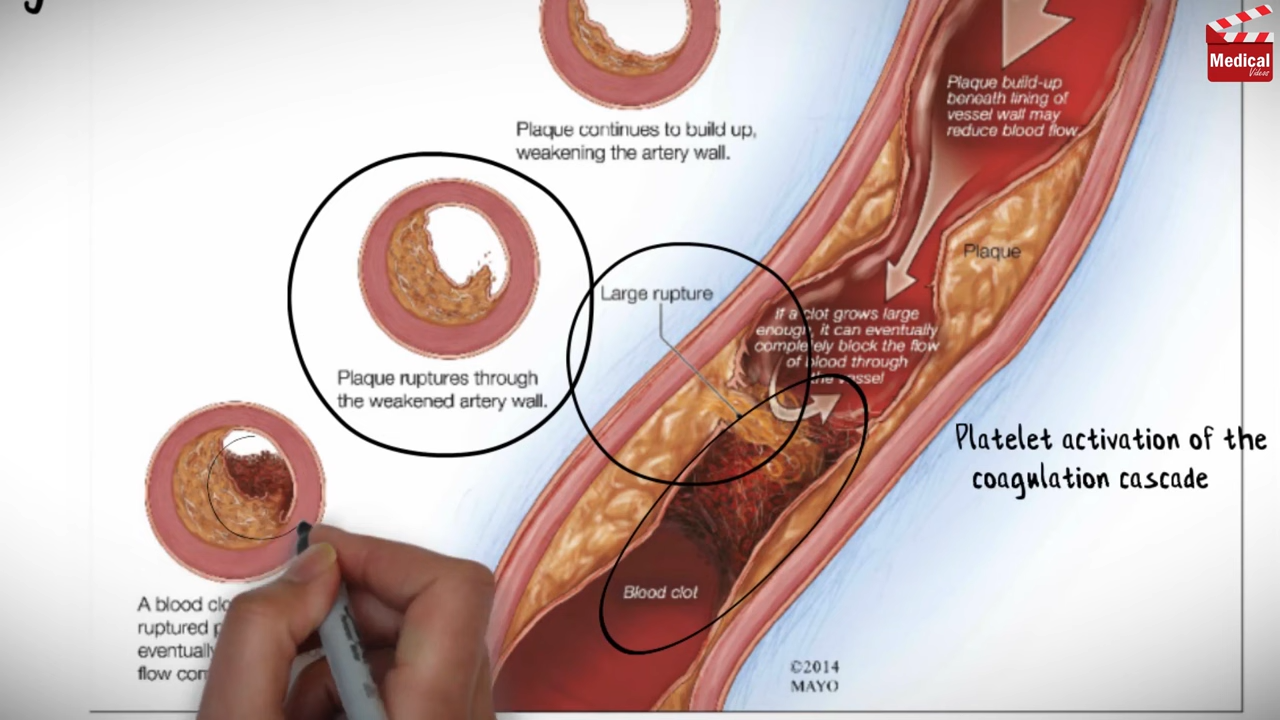 Medical
Videos
Plaque build-up
beneath lining of
vessel wall may
reduce blood flow.
Plaque continues to build up,
weakening the artery wall.
Plaque
Large rupture
If a clot grows large
enough, it can eventually
completely block the flow
of blood through
the vessel
Plaque ruptures through
the weakened artery wall.
Platelet activation of the
coagulation cascade
Blood clot
A blood
ruptured
eventually
flow
©2014
MAYO